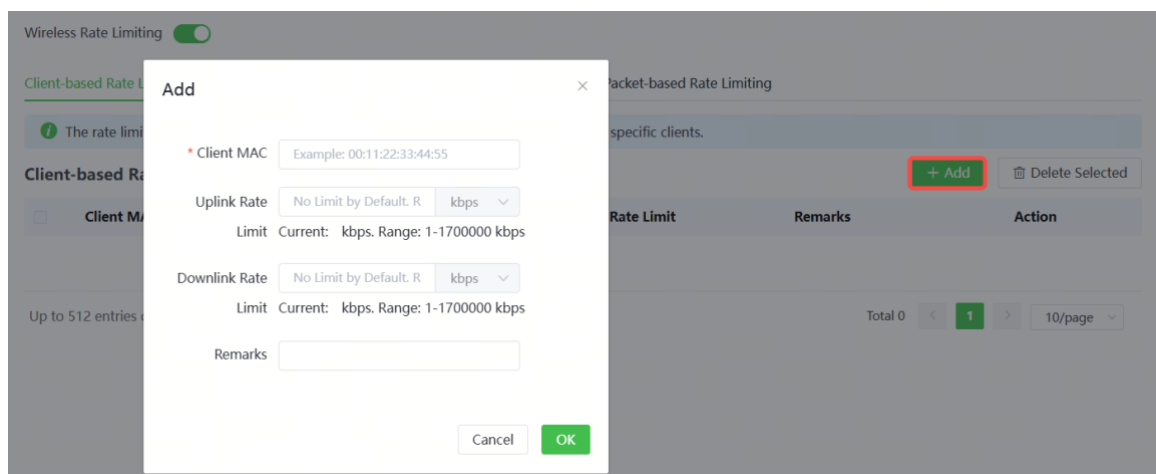 Wireless Rate Limiting
Client-based Rate L
Packet-based Rate Limiting
Add
The rate limi
specific clients.
* Client MAC Example: 00:11:22:33:44:55
Client-based Ra
+ Add
Delete Selected
Client MA
Rate Limit
Remarks
Action
Uplink Rate Limit No Limit by Default. R kbps
Current: kbps. Range: 1-1700000 kbps
Downlink Rate Limit No Limit by Default. R kbps
Current: kbps. Range: 1-1700000 kbps
Up to 512 entries
Total 0 < 1 > 10/page
Remarks
Cancel
OK